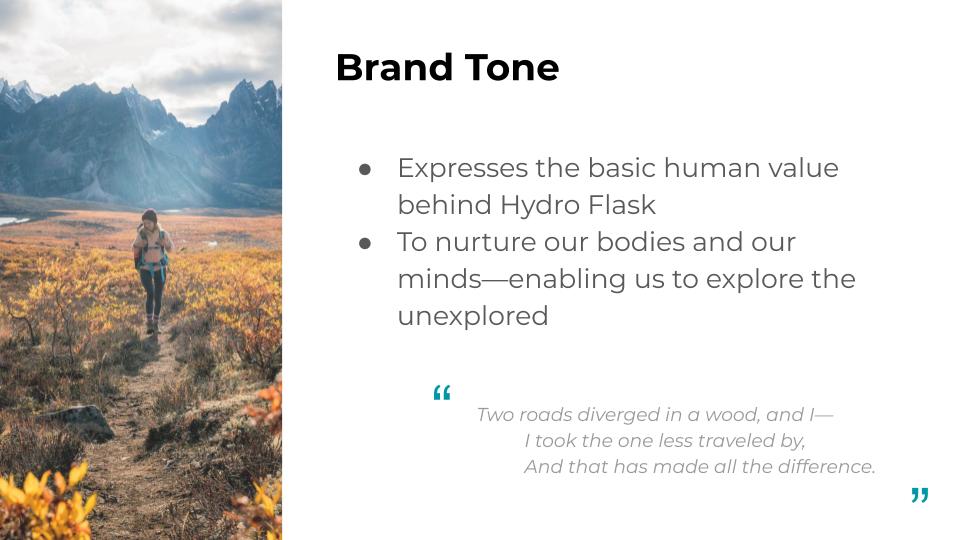 Brand Tone
● Expresses the basic human value
behind Hydro Flask
● To nurture our bodies and our
minds—enabling us to explore the
unexplored
“
Two roads diverged in a wood, and I—
I took the one less traveled by,
And that has made all the difference.
”